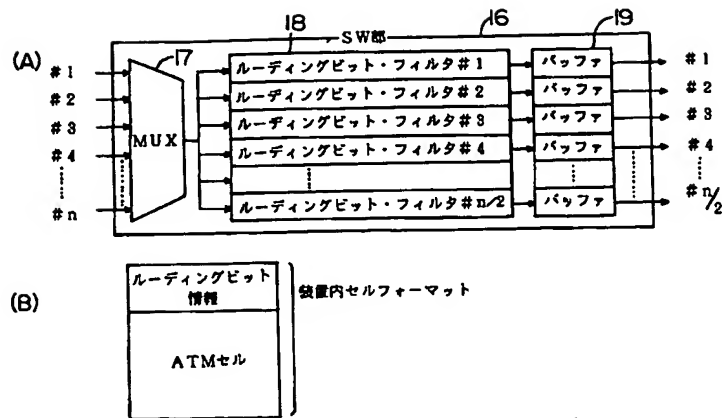 18
16
19
SW部
(A)
17
#1
#2
#3
#4
#n
MUX
ルーディングビット・フィルタ#1
ルーディングビット・フィルタ#2
ルーディングビット・フィルタ#3
ルーディングビット・フィルタ#4
ルーディングビット・フィルタ#n/2
バッファ
バッファ
バッファ
バッファ
バッファ
#1
#2
#3
#4
#n/2
(B)
ルーディングビット
情報
ATMセル
装置内セルフォーマット